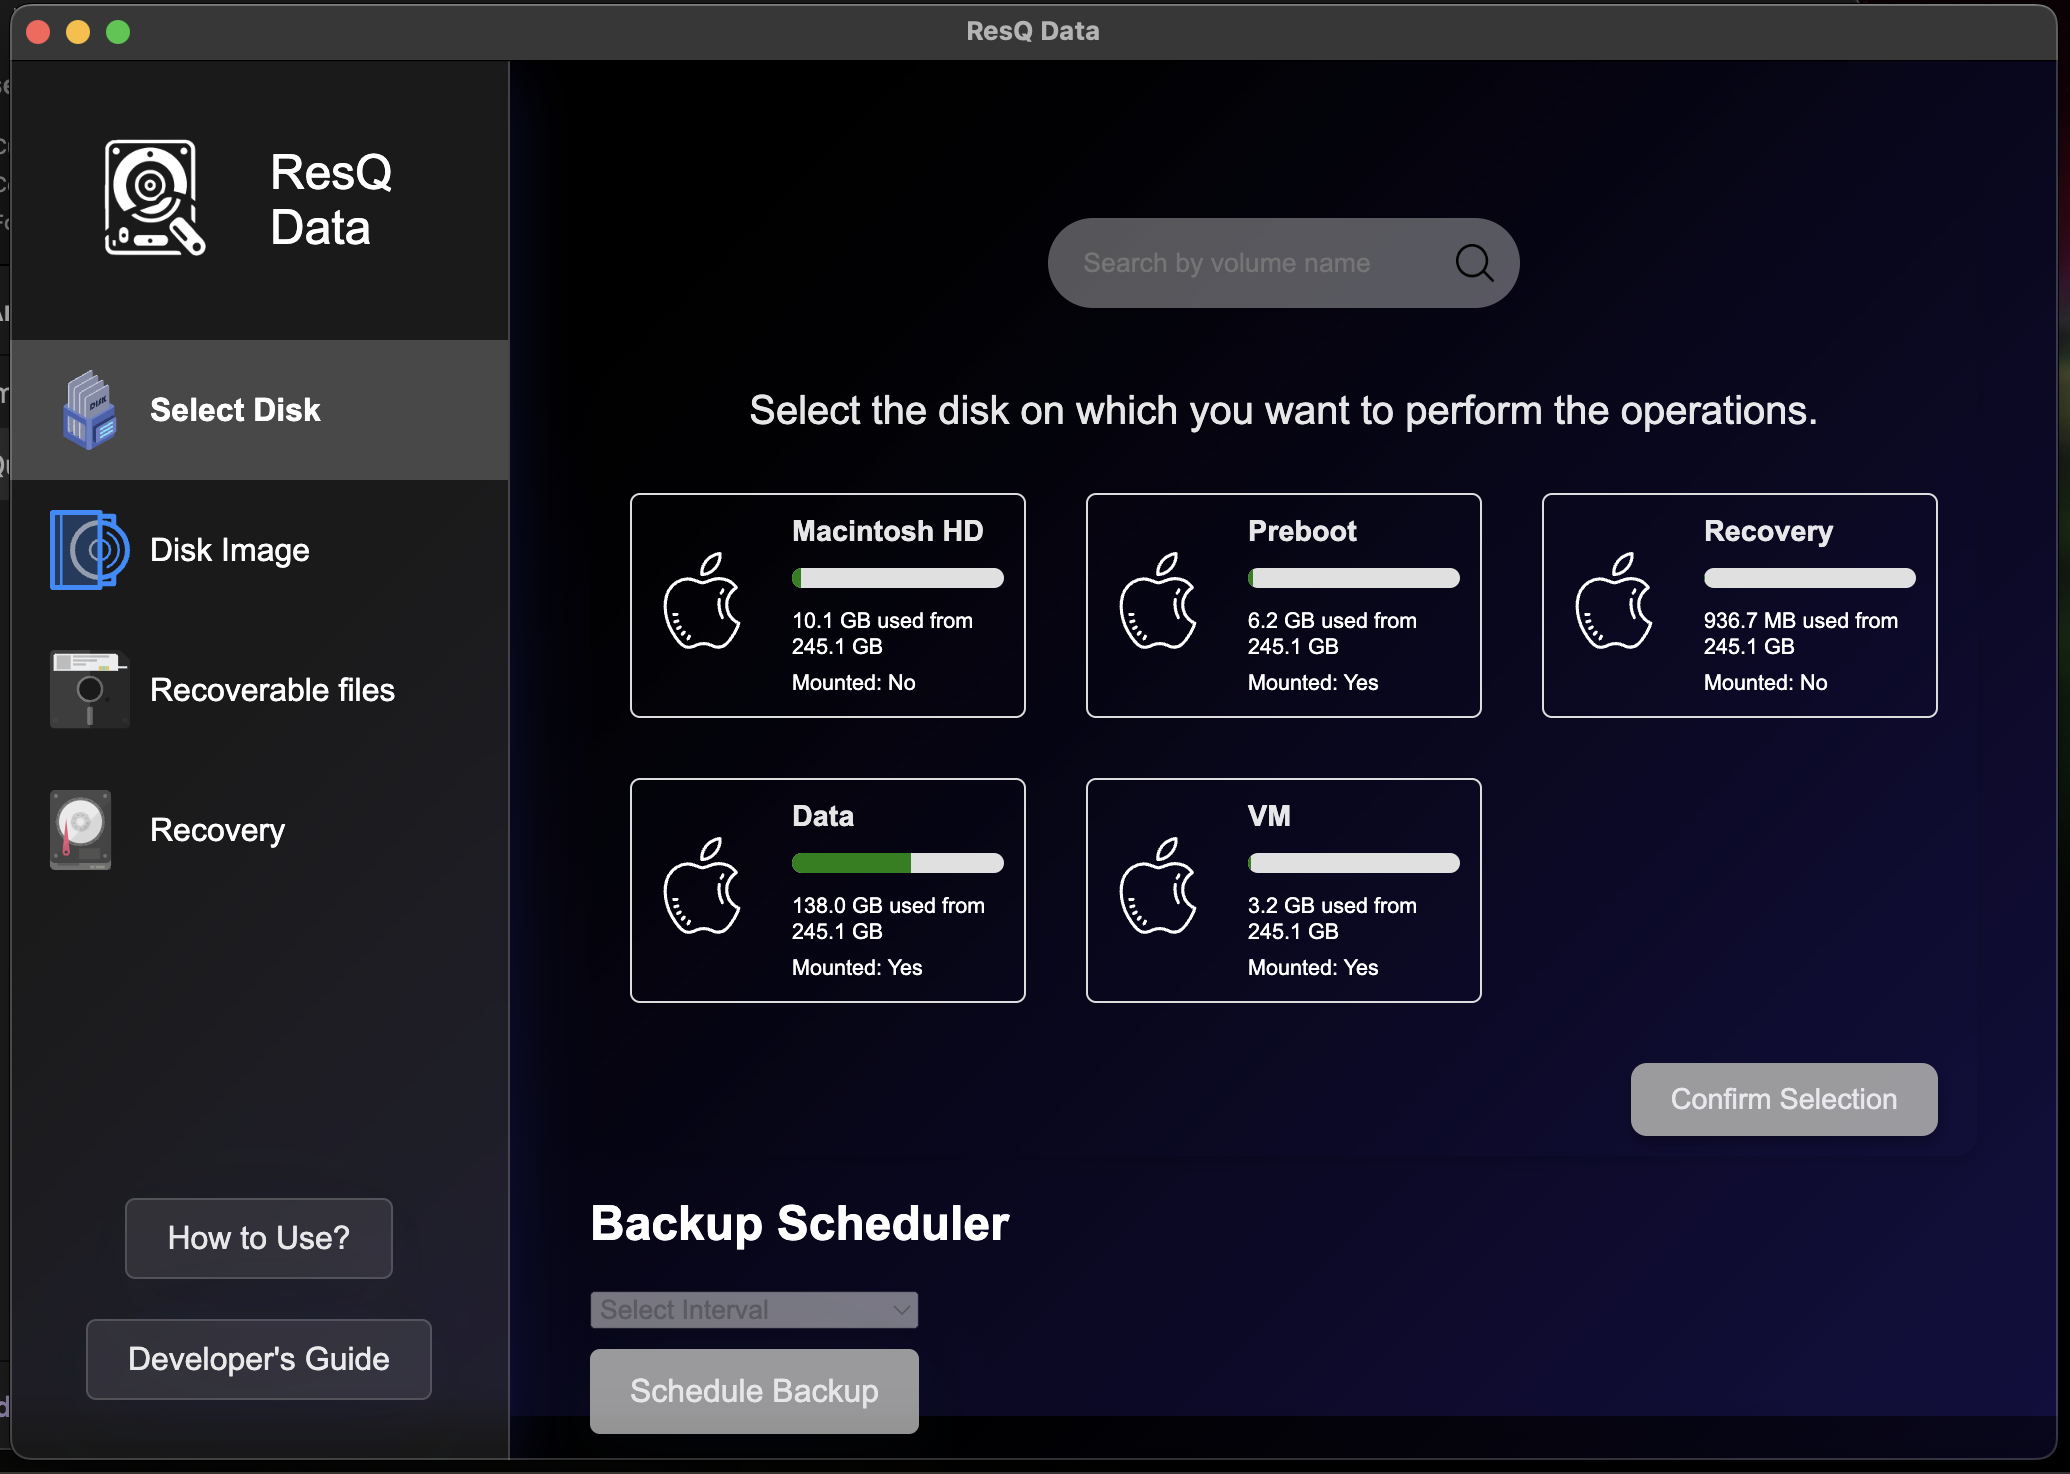 ResQ Data
ResQ
Data
Select Disk
Disk Image
Recoverable files
Recovery
How to Use?
Developer's Guide
Search by volume name
Select the disk on which you want to perform the operations.
Macintosh HD
10.1 GB used from
245.1 GB
Mounted: No
Preboot
6.2 GB used from
245.1 GB
Mounted: Yes
Recovery
936.7 MB used from
245.1 GB
Mounted: No
Data
138.0 GB used from
245.1 GB
Mounted: Yes
VM
3.2 GB used from
245.1 GB
Mounted: Yes
Confirm Selection
Backup Scheduler
Select Interval
Schedule Backup